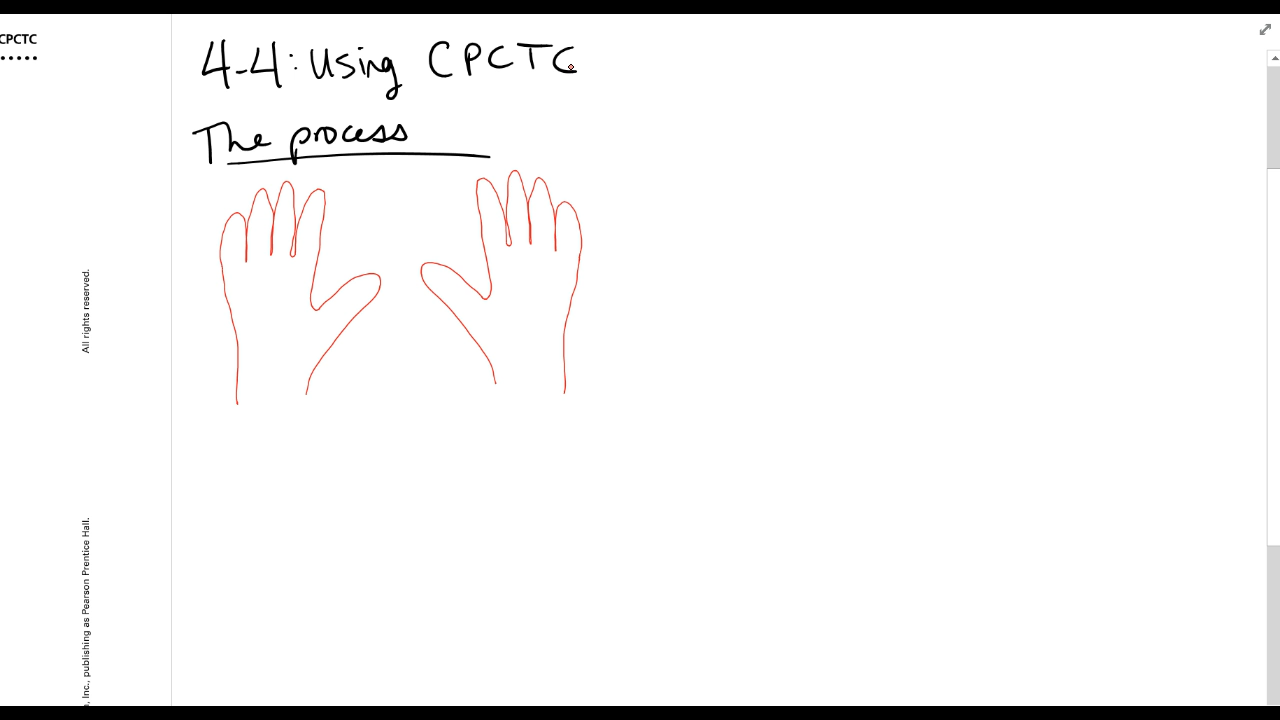 CPCTC
4-4: Using CPCTC
The process
All rights reserved.
, Inc., publishing as Pearson Prentice Hall.